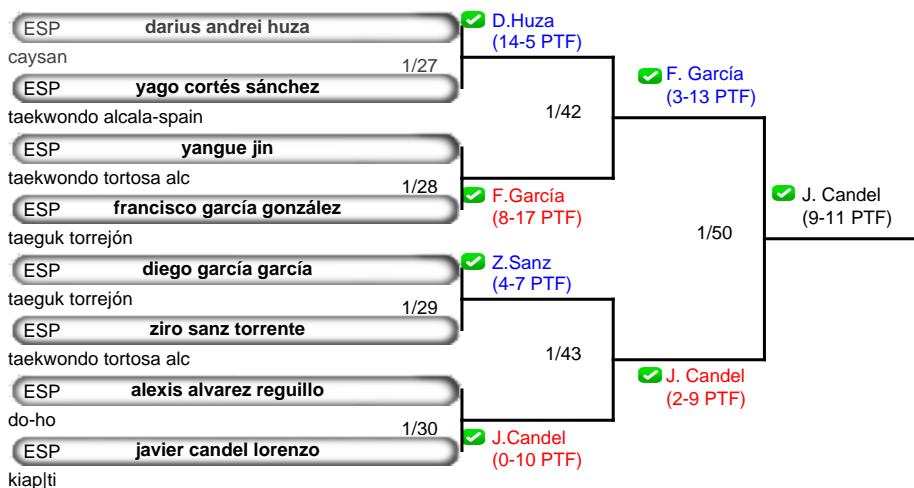 ESP darius andrei huza
caysan
1/27
ESP yago cortés sánchez
taekwondo alcala-spain
ESP yangue jin
taekwondo tortosa alc
1/28
ESP francisco garcía gonzález
taeguk torrejón
ESP diego garcía garcía
taeguk torrejón
1/29
ESP ziro sanz torrente
taekwondo tortosa alc
ESP alexis alvarez reguillo
do-ho
1/30
ESP javier candel lorenzo
kiap|ti
D.Huza
(14-5 PTF)
1/42
F.García
(8-17 PTF)
Z.Sanz
(4-7 PTF)
1/43
J.Candel
(0-10 PTF)
F. García
(3-13 PTF)
1/50
J. Candel
(2-9 PTF)
J. Candel
(9-11 PTF)